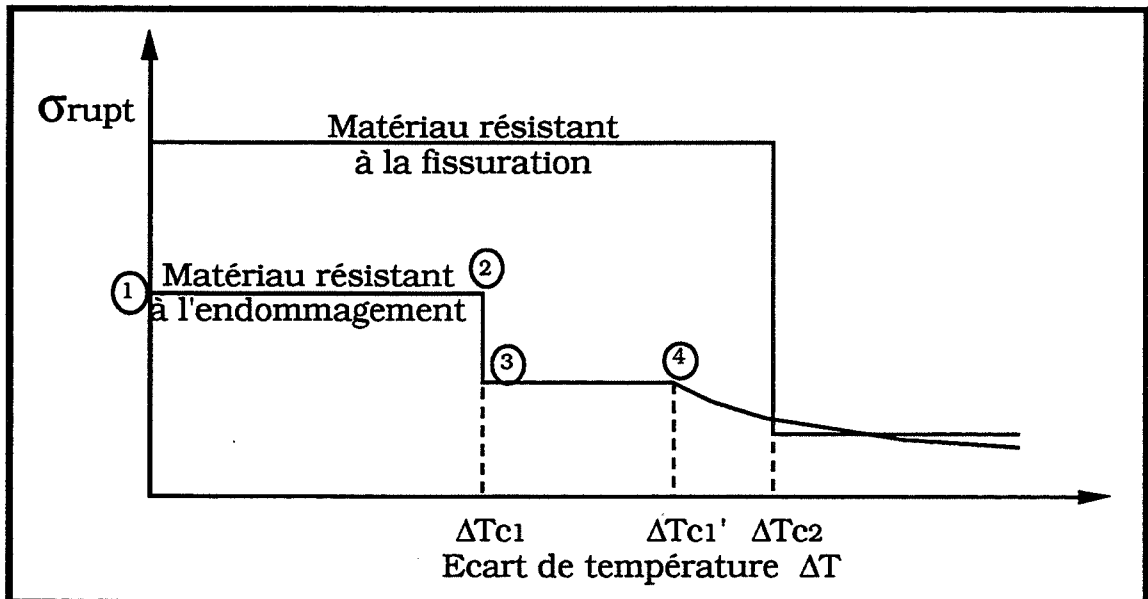 σrupt
Matériau résistant
à la fissuration
① Matériau résistant ②
à l'endommagement
③ ④
ΔTc1 ΔTc1' ΔTc2
Ecart de température ΔT